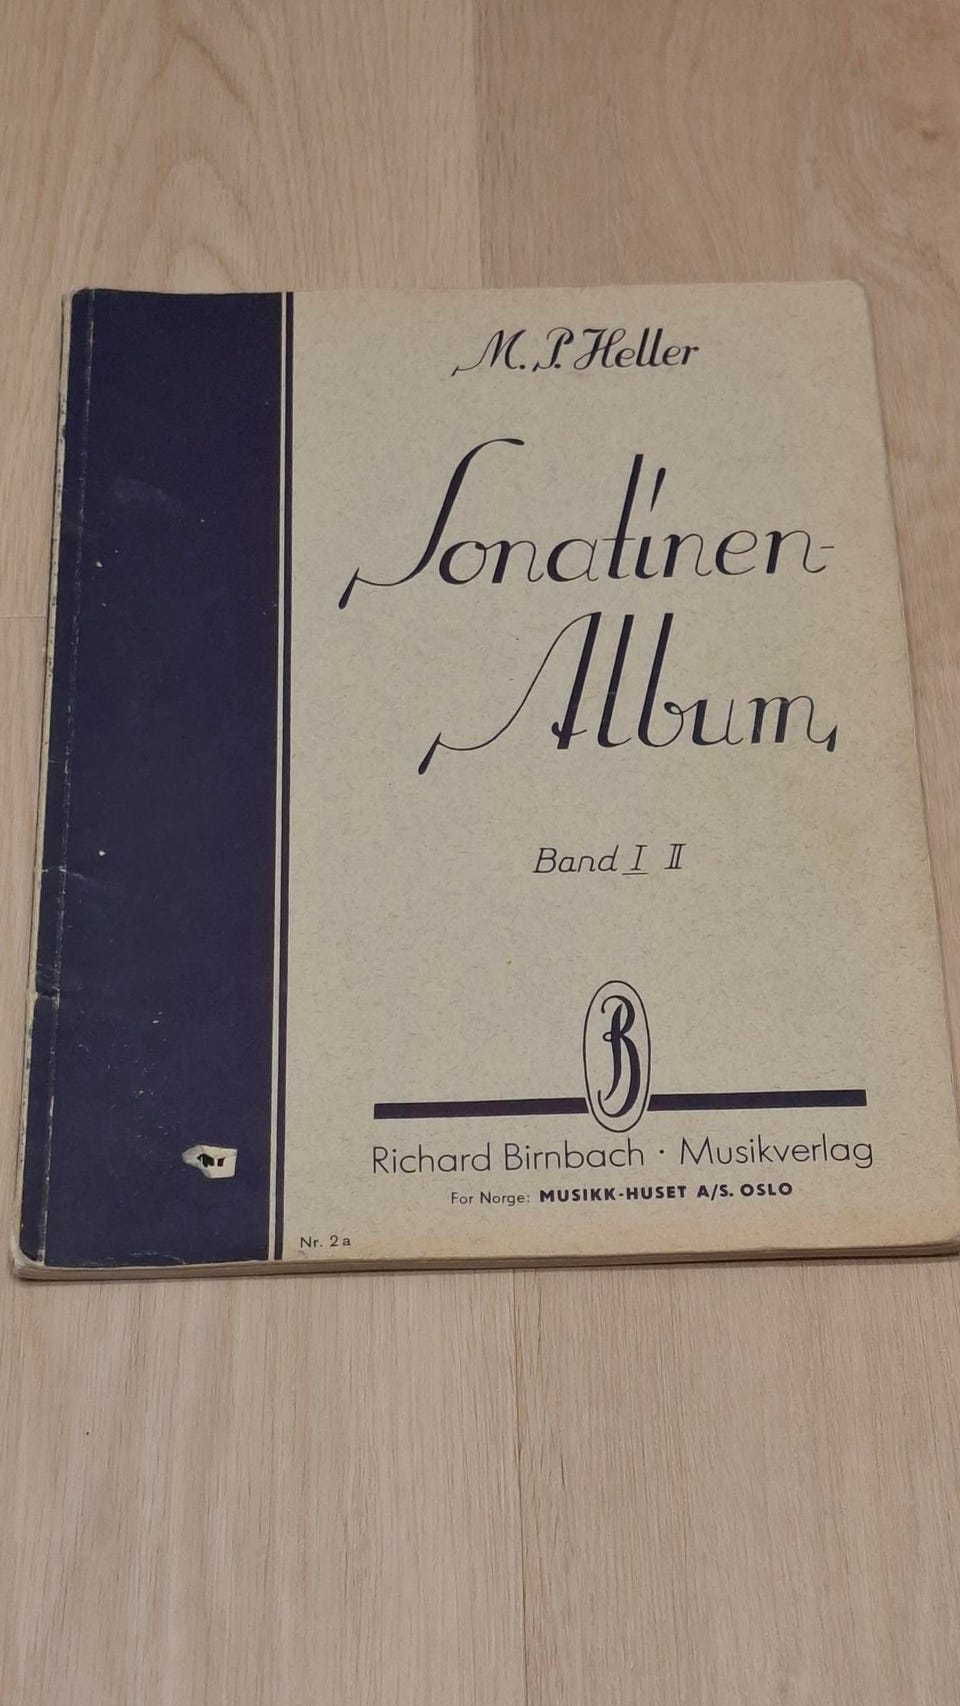 M. P. Heller
Sonatinen-
Album
Band I II
B
Richard Birnbach · Musikverlag
For Norge: MUSIKK-HUSET A/S. OSLO
Nr. 2a